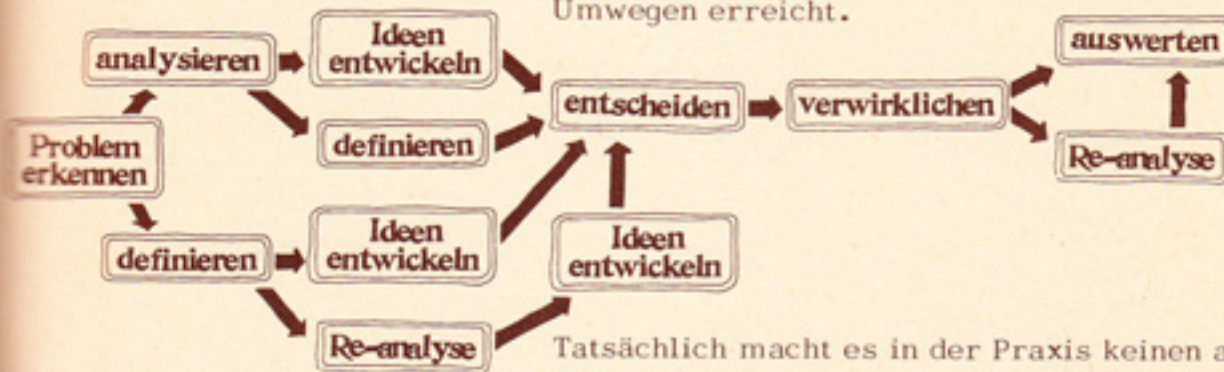 Umwegen erreicht.
Problem
erkennen
analysieren
Ideen
entwickeln
definieren
definieren
Ideen
entwickeln
Re-analyse
Ideen
entwickeln
entscheiden
verwirklichen
auswerten
Re-analyse
Tatsächlich macht es in der Praxis keinen a